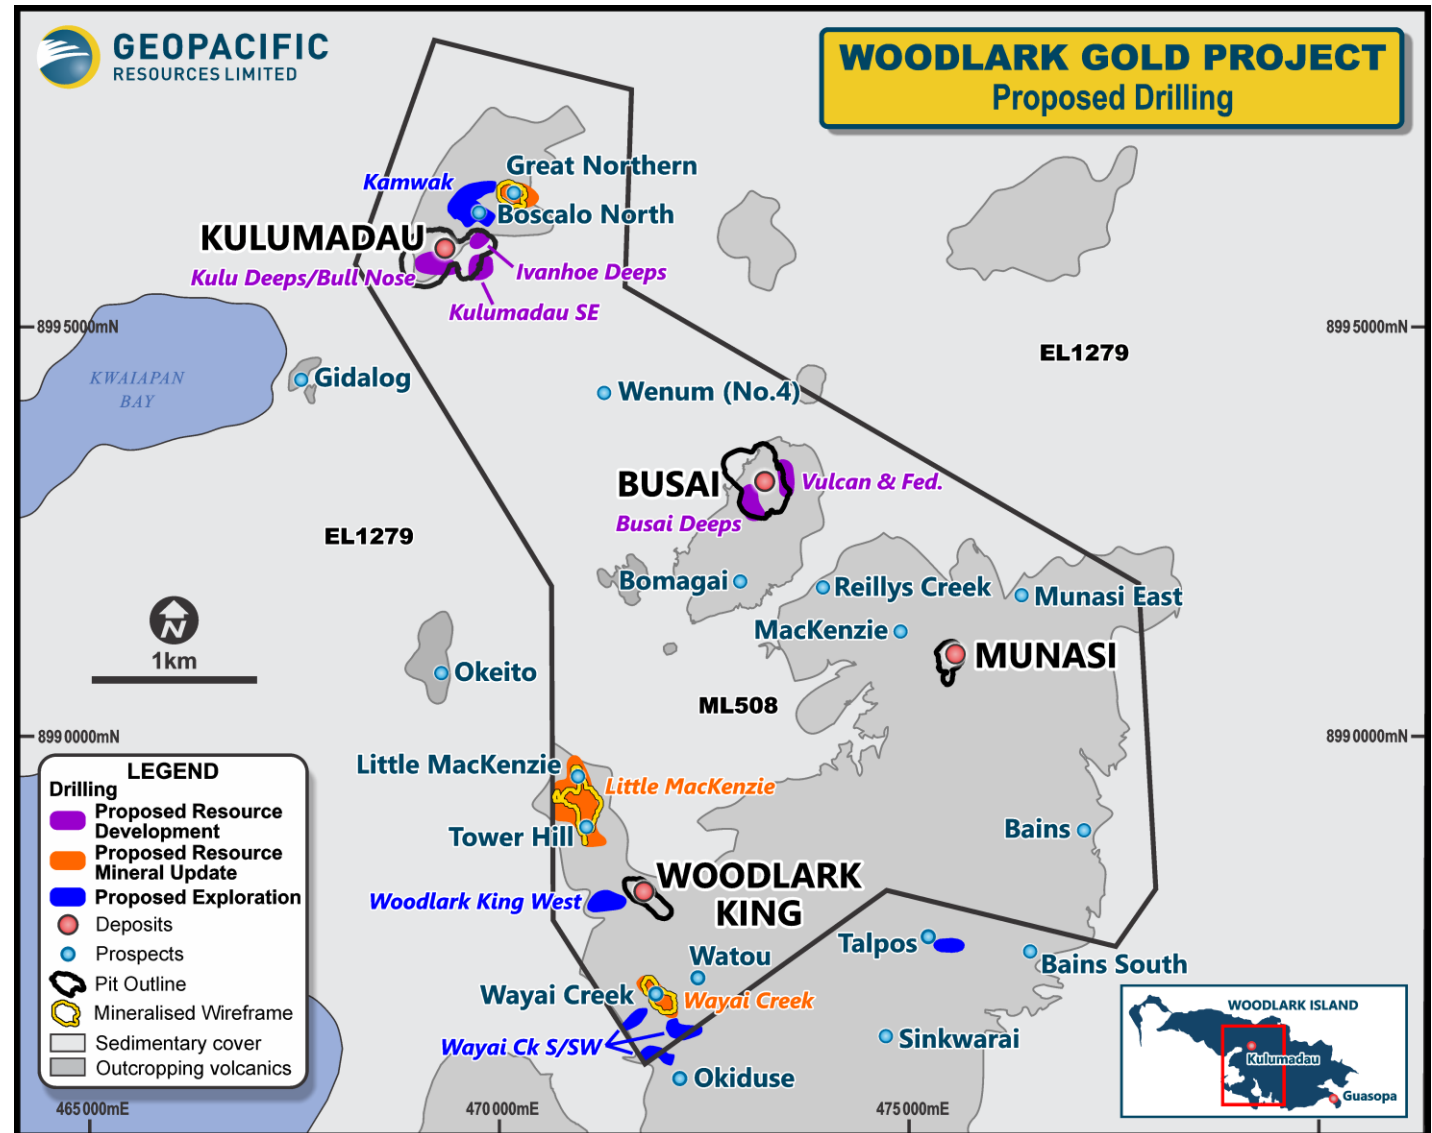 GEOPACIFIC
RESOURCES LIMITED
WOODLARK GOLD PROJECT
Proposed Drilling
Great Northern
Kamwak
Boscalo North
KULUMADAU
Kulu Deeps/Bull Nose
Ivanhoe Deeps
Kulumadau SE
899 5000mN
899 5000mN
EL1279
KWAIAPAN
BAY
Gidalog
Wenum (No.4)
BUSAI
Vulcan & Fed.
Busai Deeps
EL1279
Bomagai
Reillys Creek
Munasi East
MacKenzie
MUNASI
N
1km
Okeito
ML508
899 0000mN
899 0000mN
Little MacKenzie
Little MacKenzie
Tower Hill
Bains
WOODLARK
KING
Woodlark King West
Talpos
Watou
Bains South
Wayai Creek
Wayai Creek
Wayai Ck S/SW
Sinkwarai
Okiduse
LEGEND
Drilling
Proposed Resource
Development
Proposed Resource
Mineral Update
Proposed Exploration
Deposits
Prospects
Pit Outline
Mineralised Wireframe
Sedimentary cover
Outcropping volcanics
WOODLARK ISLAND
Kulumadau
Guasopa
465 000mE
470 000mE
475 000mE